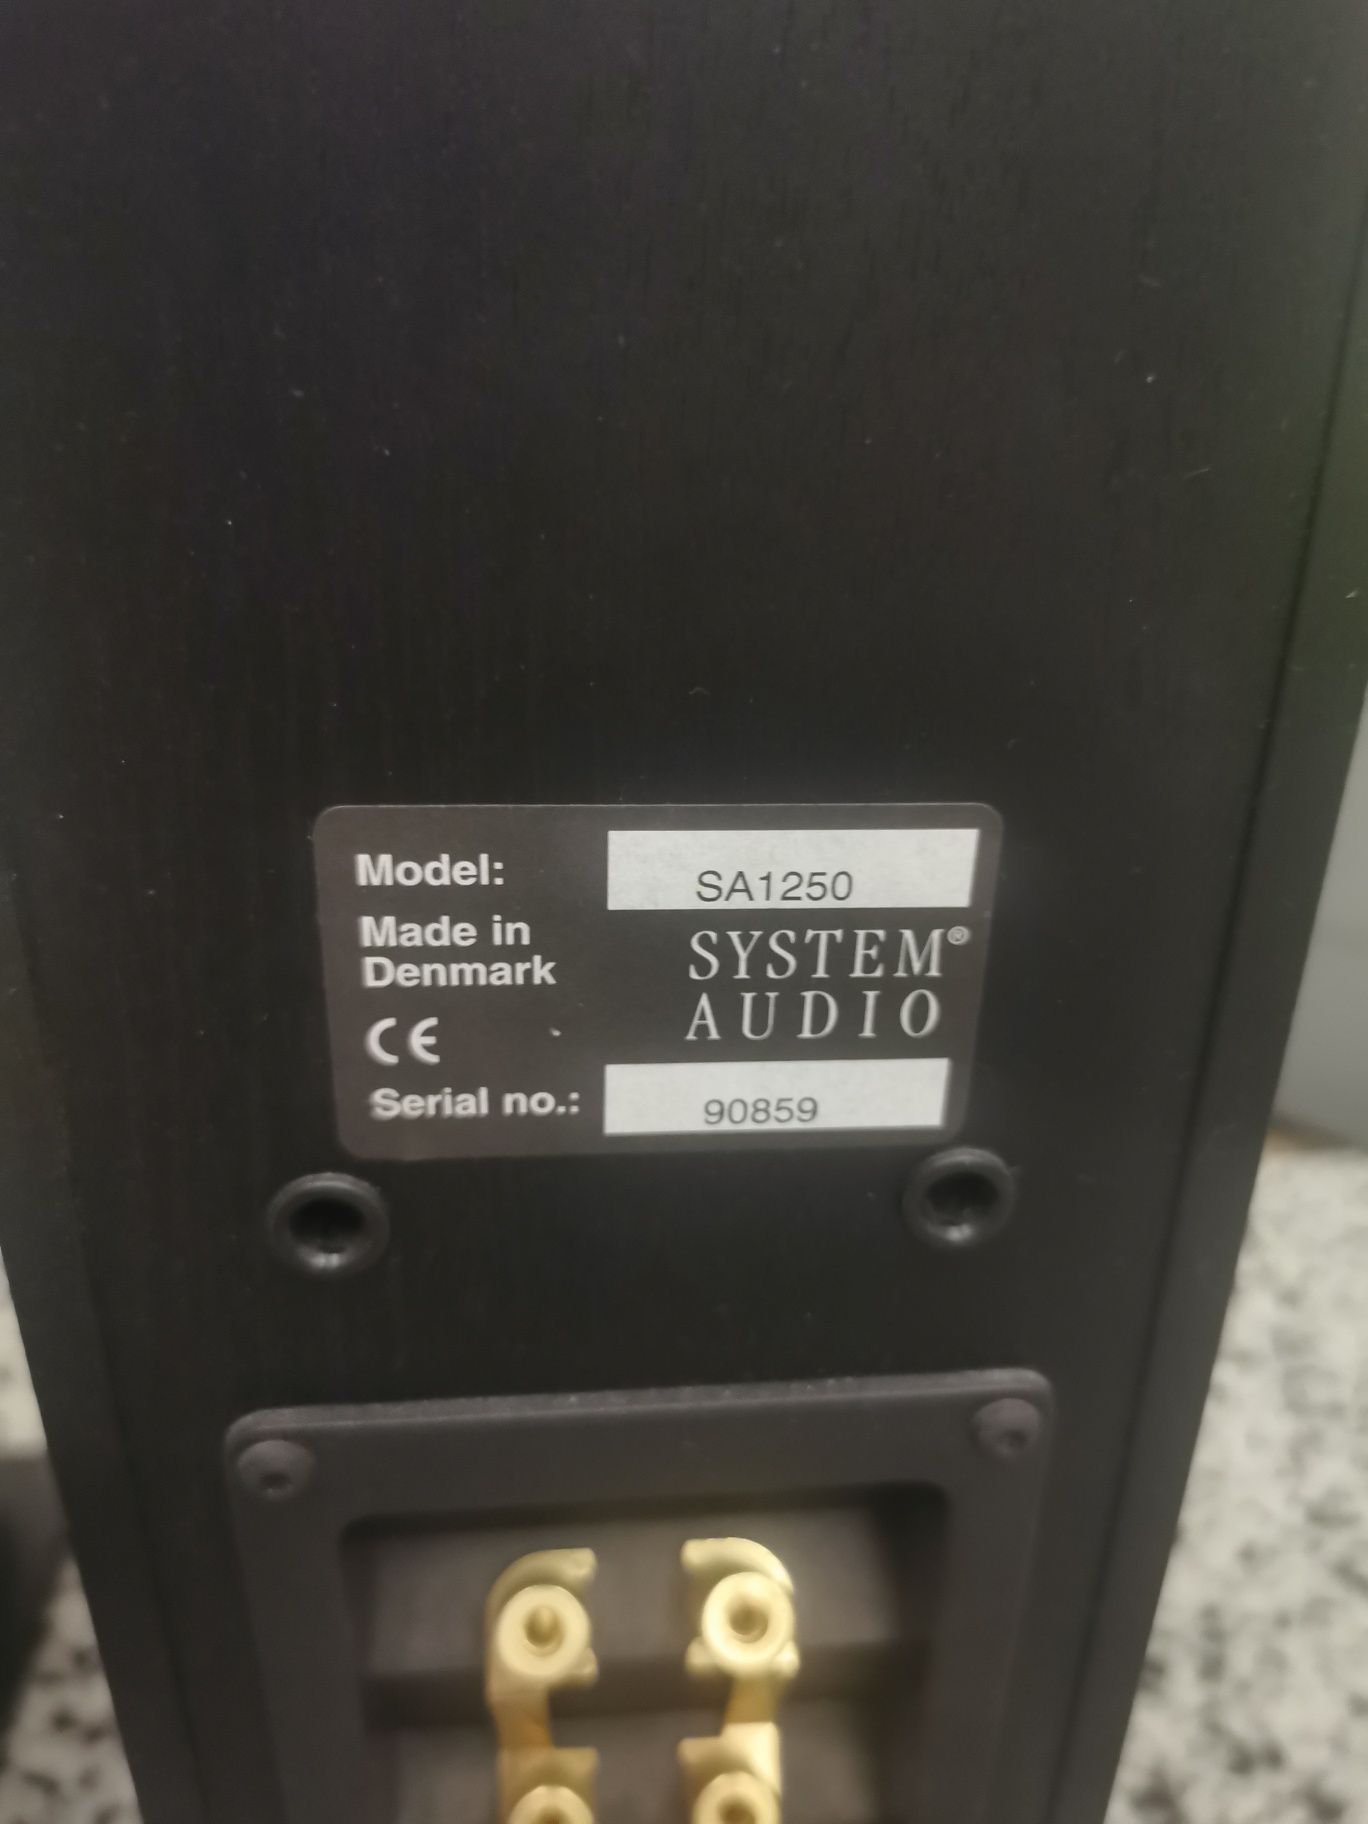 Model: SA1250
Made in
Denmark
SYSTEM®
AUDIO
CE
Serial no.: 90859